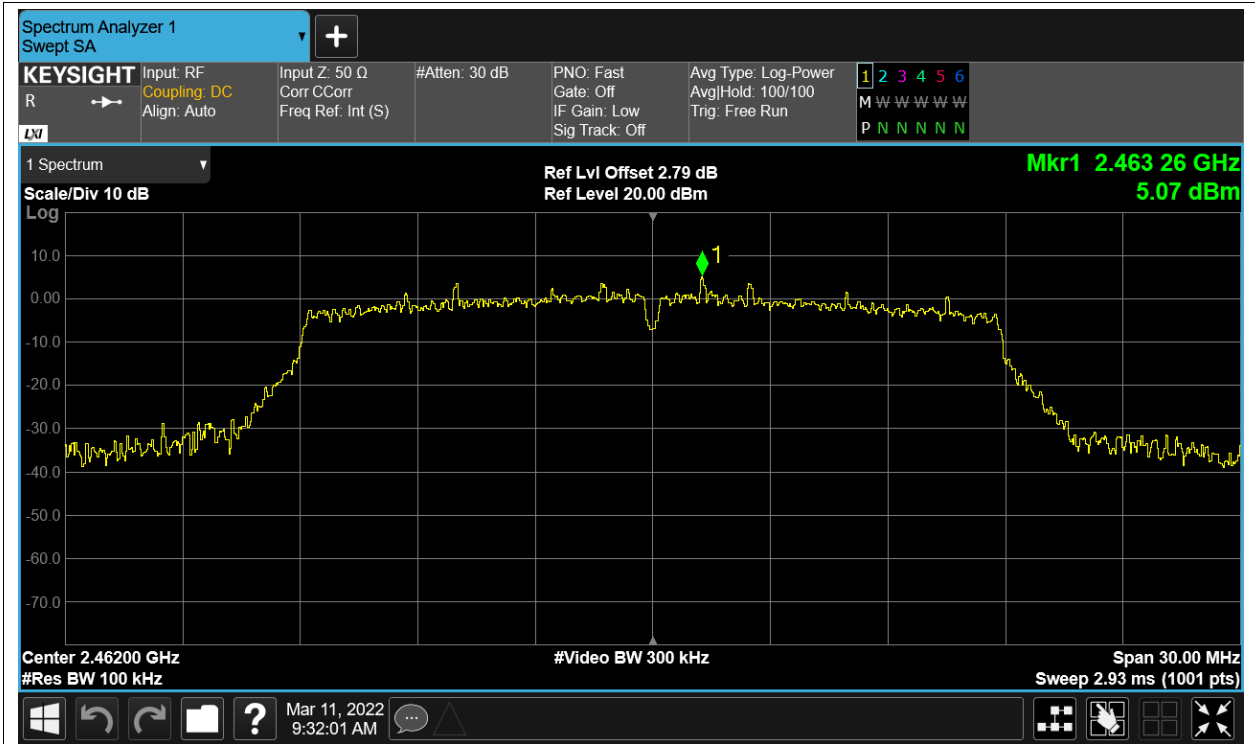 Spectrum Analyzer 1
Swept SA
KEYSIGHT
R
LXI
Input: RF
Coupling: DC
Align: Auto
Input Z: 50 Ω
Corr CCorr
Freq Ref: Int (S)
#Atten: 30 dB
PNO: Fast
Gate: Off
IF Gain: Low
Sig Track: Off
Avg Type: Log-Power
Avg|Hold: 100/100
Trig: Free Run
1 2 3 4 5 6
M W W W W W
P N N N N N
1 Spectrum
Scale/Div 10 dB
Ref Lvl Offset 2.79 dB
Ref Level 20.00 dBm
Mkr1 2.463 26 GHz
5.07 dBm
Log
1
10.0
0.00
-10.0
-20.0
-30.0
-40.0
-50.0
-60.0
-70.0
Center 2.46200 GHz
#Res BW 100 kHz
#Video BW 300 kHz
Span 30.00 MHz
Sweep 2.93 ms (1001 pts)
?
Mar 11, 2022
9:32:01 AM